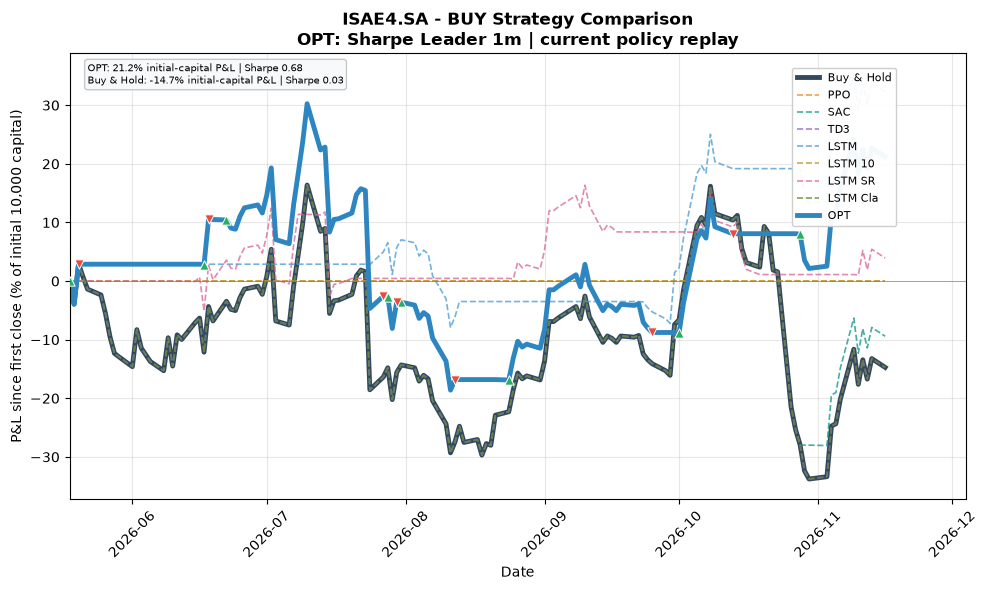 ISAE4.SA - BUY Strategy Comparison
OPT: Sharpe Leader 1m | current policy replay
OPT: 21.2% initial-capital P&L | Sharpe 0.68
Buy & Hold: -14.7% initial-capital P&L | Sharpe 0.03
Buy & Hold
PPO
SAC
TD3
LSTM
LSTM 10
LSTM SR
LSTM Cla
OPT
P&L since first close (% of initial 10,000 capital)
30
20
10
0
−10
−20
−30
2026-06
2026-07
2026-08
2026-09
2026-10
2026-11
2026-12
Date